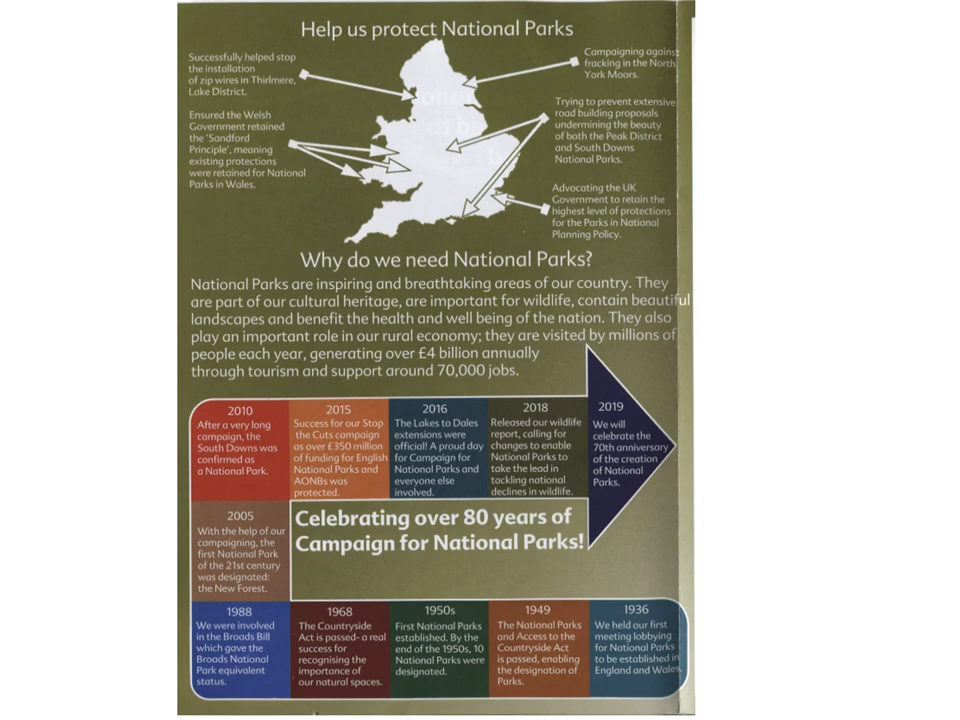 Help us protect National Parks
Successfully helped stop
the installation
of zip wires in Thirlmere,
Lake District.
Ensured the Welsh
Government retained
the 'Sandford
Principle', meaning
existing protections
were retained for National
Parks in Wales.
Campaigning against
fracking in the North
York Moors.
Trying to prevent extensive
road building proposals
undermining the beauty
of both the Peak District
and South Downs
National Parks.
Advocating the UK
Government to retain the
highest level of protections
for the Parks in National
Planning Policy.
Why do we need National Parks?
National Parks are inspiring and breathtaking areas of our country. They
are part of our cultural heritage, are important for wildlife, contain beautiful
landscapes and benefit the health and well being of the nation. They also
play an important role in our rural economy; they are visited by millions of
people each year, generating over £4 billion annually
through tourism and support around 70,000 jobs.
2010
After a very long
campaign, the
South Downs was
confirmed as
a National Park.
2015
Success for our Stop
the Cuts campaign
as over £350 million
of funding for English
National Parks and
AONBs was
protected.
2016
The Lakes to Dales
extensions were
official! A proud day
for Campaign for
National Parks and
everyone else
involved.
2018
Released our wildlife
report, calling for
changes to enable
National Parks to
take the lead in
tackling national
declines in wildlife.
2019
We will
celebrate the
70th anniversary
of the creation
of National
Parks.
2005
With the help of our
campaigning, the
first National Park
of the 21st century
was designated:
the New Forest.
Celebrating over 80 years of
Campaign for National Parks!
1988
We were involved
in the Broads Bill
which gave the
Broads National
Park equivalent
status.
1968
The Countryside
Act is passed- a real
success for
recognising the
importance of
our natural spaces.
1950s
First National Parks
established. By the
end of the 1950s, 10
National Parks were
designated.
1949
The National Parks
and Access to the
Countryside Act
is passed, enabling
the designation of
Parks.
1936
We held our first
meeting lobbying
for National Parks
to be established in
England and Wales.